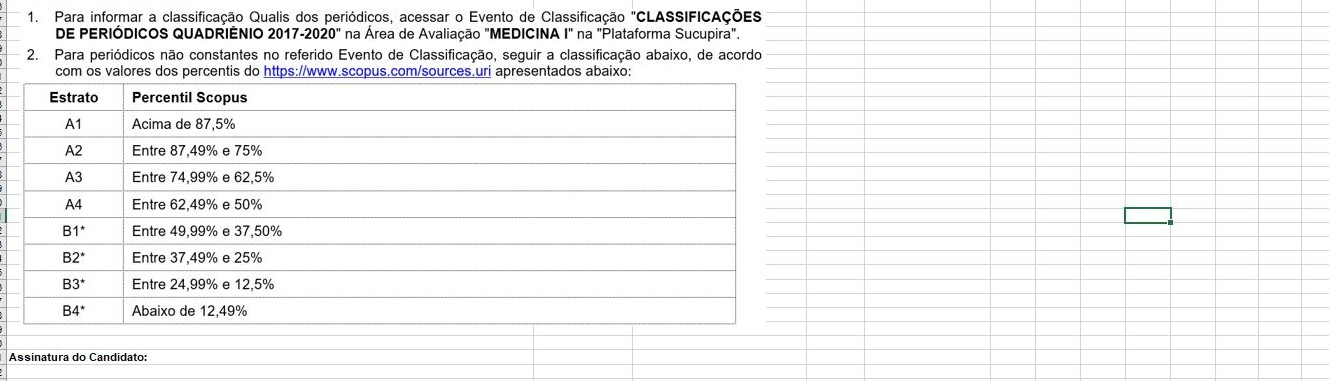 1. Para informar a classificação Qualis dos periódicos, acessar o Evento de Classificação "CLASSIFICAÇÕES
DE PERIÓDICOS QUADRIÊNIO 2017-2020" na Área de Avaliação "MEDICINA I" na "Plataforma Sucupira".
2. Para periódicos não constantes no referido Evento de Classificação, seguir a classificação abaixo, de acordo
com os valores dos percentis do https://www.scopus.com/sources.uri apresentados abaixo:
Estrato Percentil Scopus
A1 Acima de 87,5%
A2 Entre 87,49% e 75%
A3 Entre 74,99% e 62,5%
A4 Entre 62,49% e 50%
B1* Entre 49,99% e 37,50%
B2* Entre 37,49% e 25%
B3* Entre 24,99% e 12,5%
B4* Abaixo de 12,49%
Assinatura do Candidato: